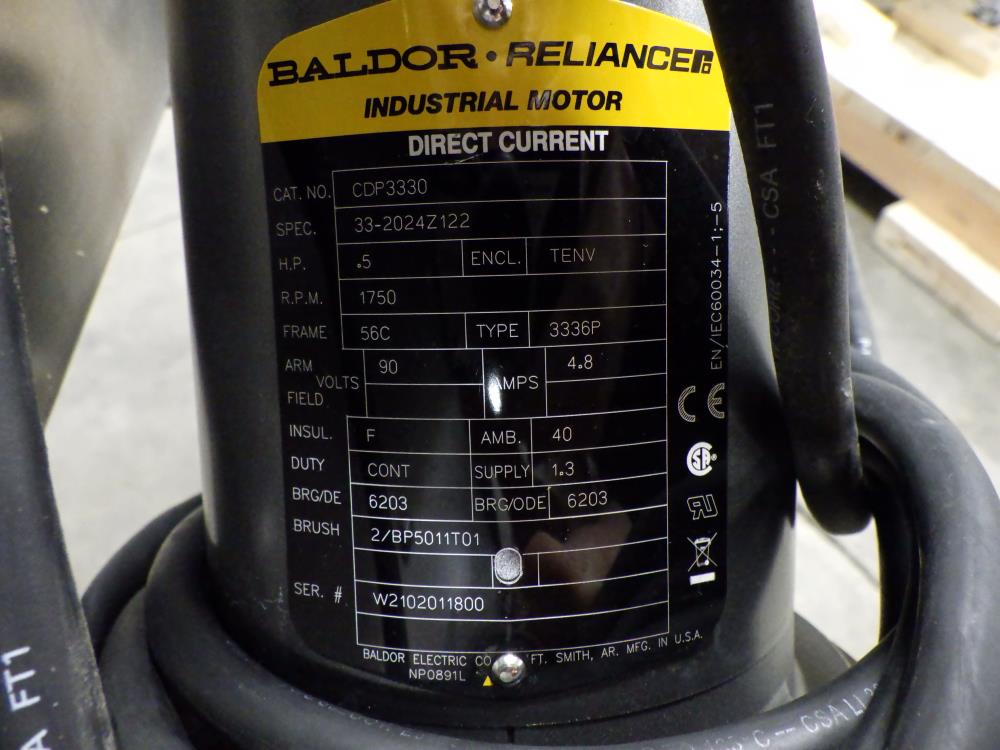 BALDOR · RELIANCE
INDUSTRIAL MOTOR
DIRECT CURRENT
CAT. NO. CDP3330
SPEC. 33-2024Z122
H.P. .5 ENCL. TENV
R.P.M. 1750
FRAME 56C TYPE 3336P
ARM 90 4.8
VOLTS AMPS
FIELD
INSUL. F AMB. 40
DUTY CONT SUPPLY 1.3
BRG/DE 6203 BRG/ODE 6203
BRUSH 2/BP5011T01
SER. # W2102011800
BALDOR ELECTRIC CO FT. SMITH, AR. MFG. IN U.S.A.
NP0891L
EN/IEC60034-1;-5
CE
SA
CSA FT1
A FT1
C -- CSA